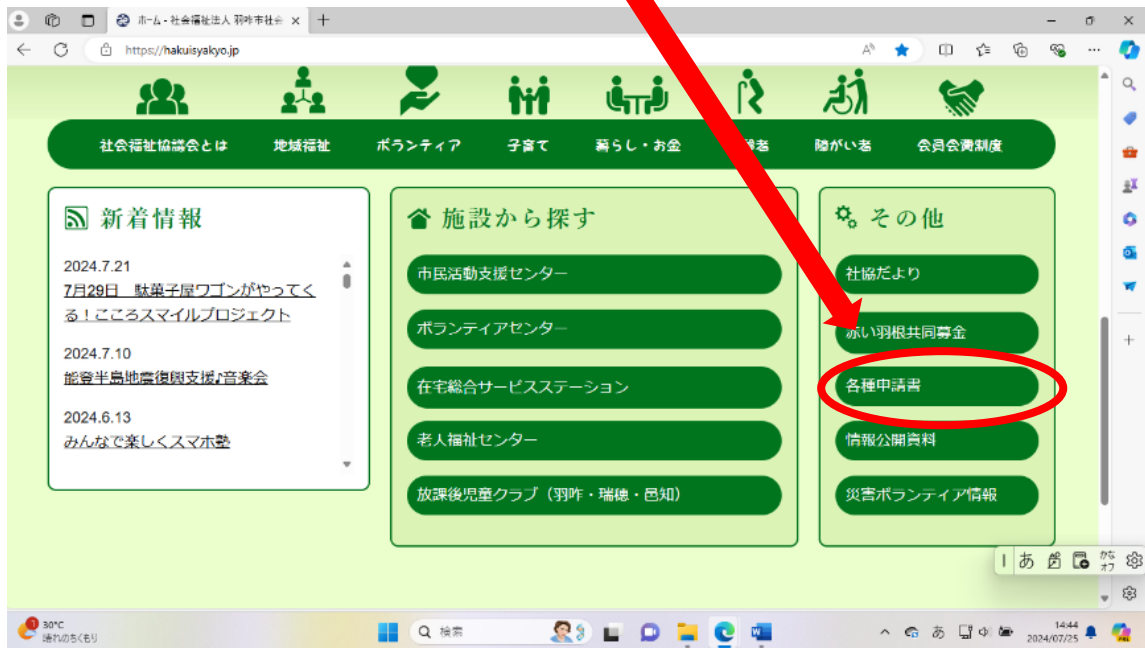 ホーム - 社会福祉法人 羽咋市社会
https://hakuisyakyo.jp
社会福祉協議会とは
地域福祉
ボランティア
子育て
暮らし・お金
障がい者
会員会費制度
新着情報
2024.7.21
7月29日 駄菓子屋ワゴンがやってく
る！こころスマイルプロジェクト
2024.7.10
能登半島地震復興支援♪音楽会
2024.6.13
みんなで楽しくスマホ塾
施設から探す
市民活動支援センター
ボランティアセンター
在宅総合サービスステーション
老人福祉センター
放課後児童クラブ（羽咋・瑞穂・邑知）
その他
社協だより
赤い羽根共同募金
各種申請書
情報公開資料
災害ボランティア情報
あ
かな
オフ
30°C
晴れのちくもり
検索
あ
14:44
2024/07/25